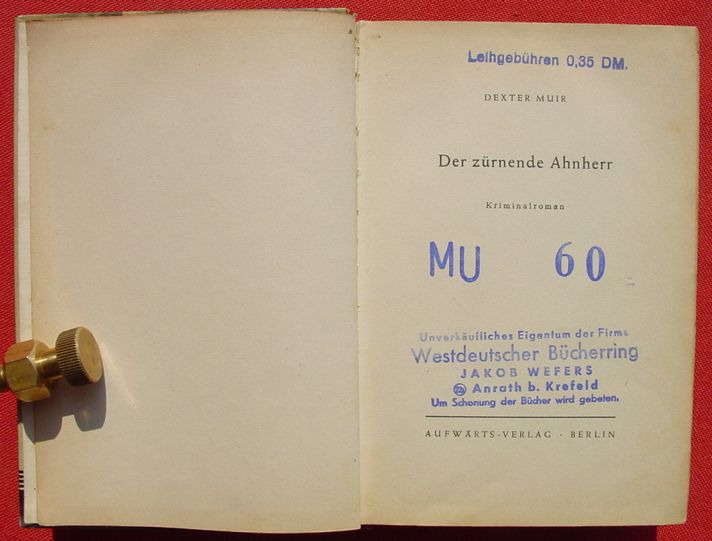 Leihgebühren 0,35 DM.
DEXTER MUIR
Der zürnende Ahnherr
Kriminalroman
MU 60
Unverkäufliches Eigentum der Firma
Westdeutscher Bücherring
JAKOB WEFERS
Anrath b. Krefeld
Um Schonung der Bücher wird gebeten.
AUFWÄRTS-VERLAG · BERLIN